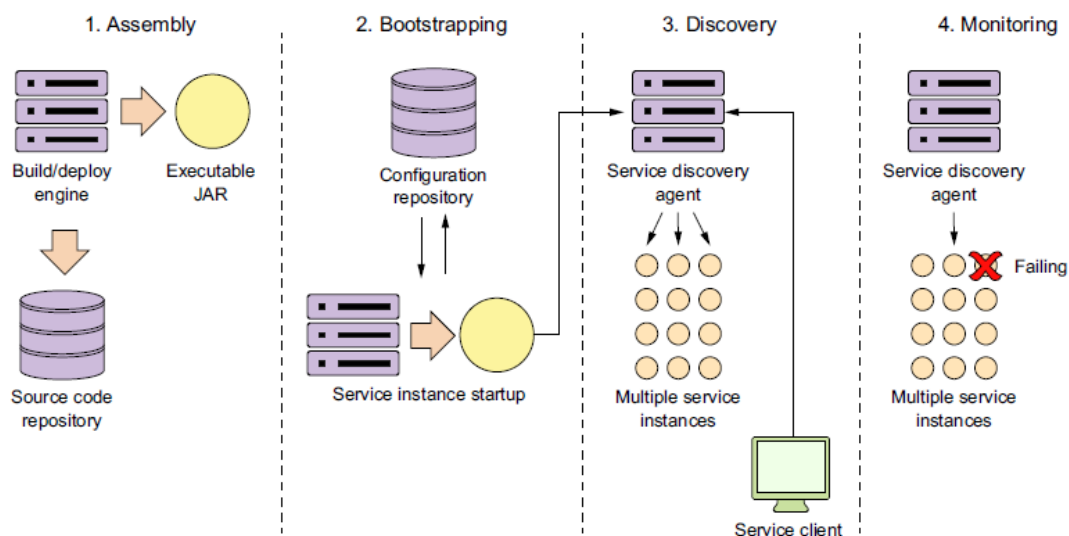 1. Assembly
Build/deploy
engine
Executable
JAR
Source code
repository
2. Bootstrapping
Configuration
repository
Service instance startup
3. Discovery
Service discovery
agent
Multiple service
instances
Service client
4. Monitoring
Service discovery
agent
Failing
Multiple service
instances